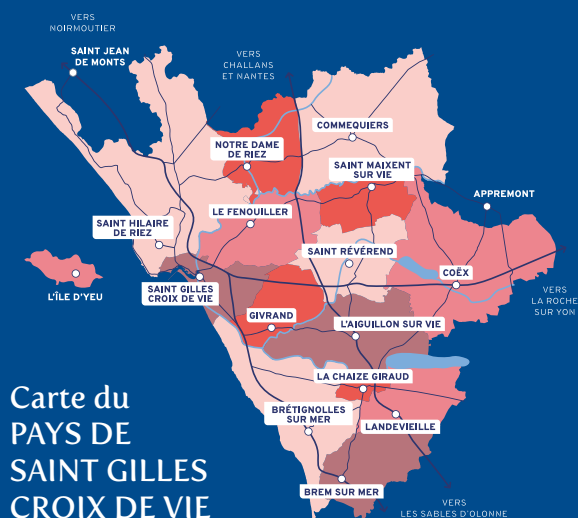 VERS
NOIRMOUTIER
SAINT JEAN
DE MONTS
VERS
CHALLANS
ET NANTES
COMMEQUIERS
NOTRE DAME
DE RIEZ
SAINT MAIXENT
SUR VIE
APPREMONT
LE FENOUILLER
SAINT HILAIRE
DE RIEZ
SAINT RÉVÉREND
COËX
L'ÎLE D'YEU
SAINT GILLES
CROIX DE VIE
VERS
LA ROCHE
SUR YON
GIVRAND
L'AIGUILLON SUR VIE
LA CHAIZE GIRAUD
BRÉTIGNOLLES
SUR MER
LANDEVIEILLE
BREM SUR MER
VERS
LES SABLES D'OLONNE
Carte du
PAYS DE
SAINT GILLES
CROIX DE VIE